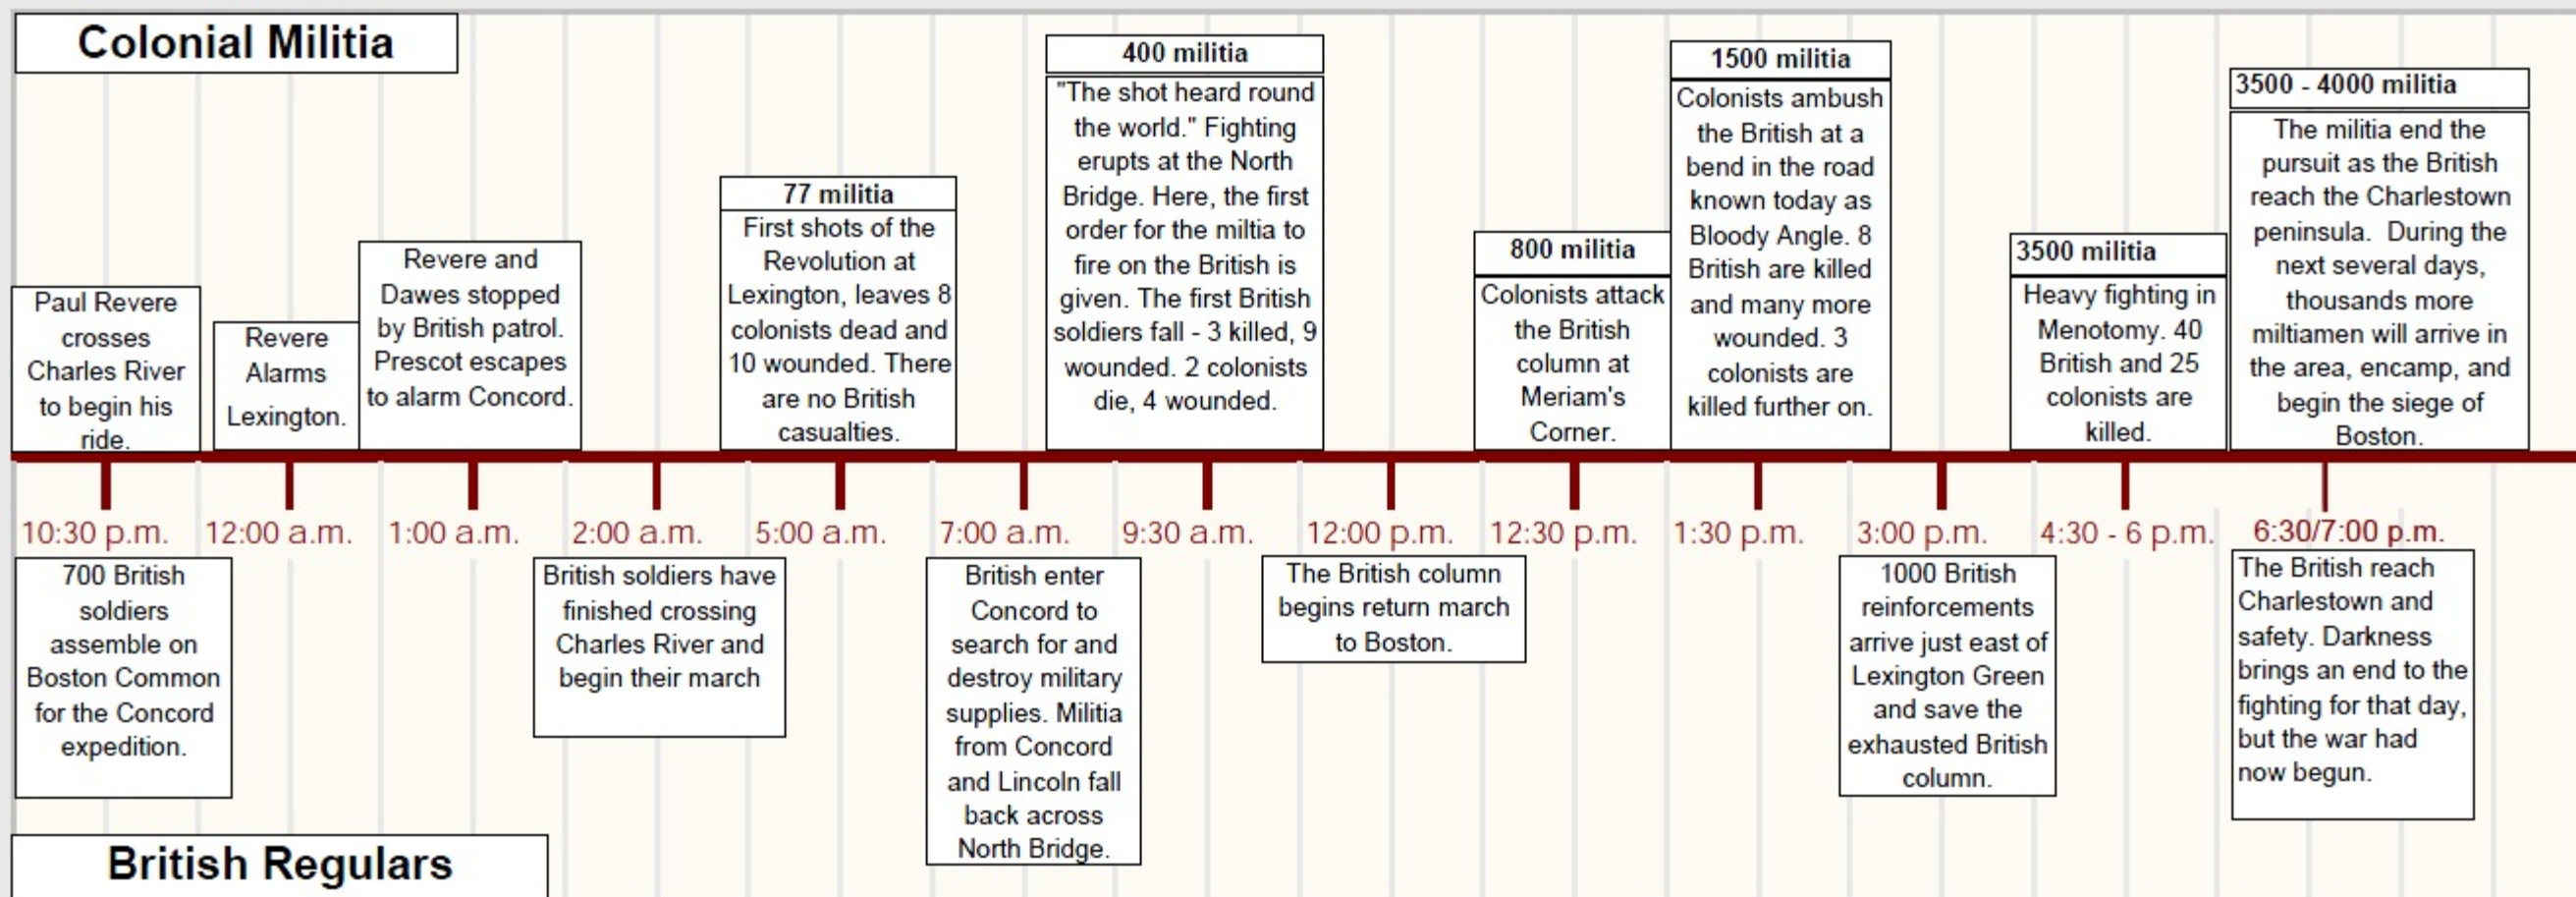 Colonial Militia
400 militia
"The shot heard round
the world." Fighting
erupts at the North
Bridge. Here, the first
order for the miltia to
fire on the British is
given. The first British
soldiers fall - 3 killed, 9
wounded. 2 colonists
die, 4 wounded.
1500 militia
Colonists ambush
the British at a
bend in the road
known today as
Bloody Angle. 8
British are killed
and many more
wounded. 3
colonists are
killed further on.
3500 - 4000 militia
The militia end the
pursuit as the British
reach the Charlestown
peninsula. During the
next several days,
thousands more
miltiamen will arrive in
the area, encamp, and
begin the siege of
Boston.
77 militia
First shots of the
Revolution at
Lexington, leaves 8
colonists dead and
10 wounded. There
are no British
casualties.
800 militia
Colonists attack
the British
column at
Meriam's
Corner.
3500 militia
Heavy fighting in
Menotomy. 40
British and 25
colonists are
killed.
Paul Revere
crosses
Charles River
to begin his
ride.
Revere
Alarms
Lexington.
Revere and
Dawes stopped
by British patrol.
Prescot escapes
to alarm Concord.
10:30 p.m. 12:00 a.m. 1:00 a.m. 2:00 a.m. 5:00 a.m. 7:00 a.m. 9:30 a.m. 12:00 p.m. 12:30 p.m. 1:30 p.m. 3:00 p.m. 4:30 - 6 p.m. 6:30/7:00 p.m.
700 British
soldiers
assemble on
Boston Common
for the Concord
expedition.
British soldiers have
finished crossing
Charles River and
begin their march
British enter
Concord to
search for and
destroy military
supplies. Militia
from Concord
and Lincoln fall
back across
North Bridge.
The British column
begins return march
to Boston.
1000 British
reinforcements
arrive just east of
Lexington Green
and save the
exhausted British
column.
The British reach
Charlestown and
safety. Darkness
brings an end to the
fighting for that day,
but the war had
now begun.
British Regulars